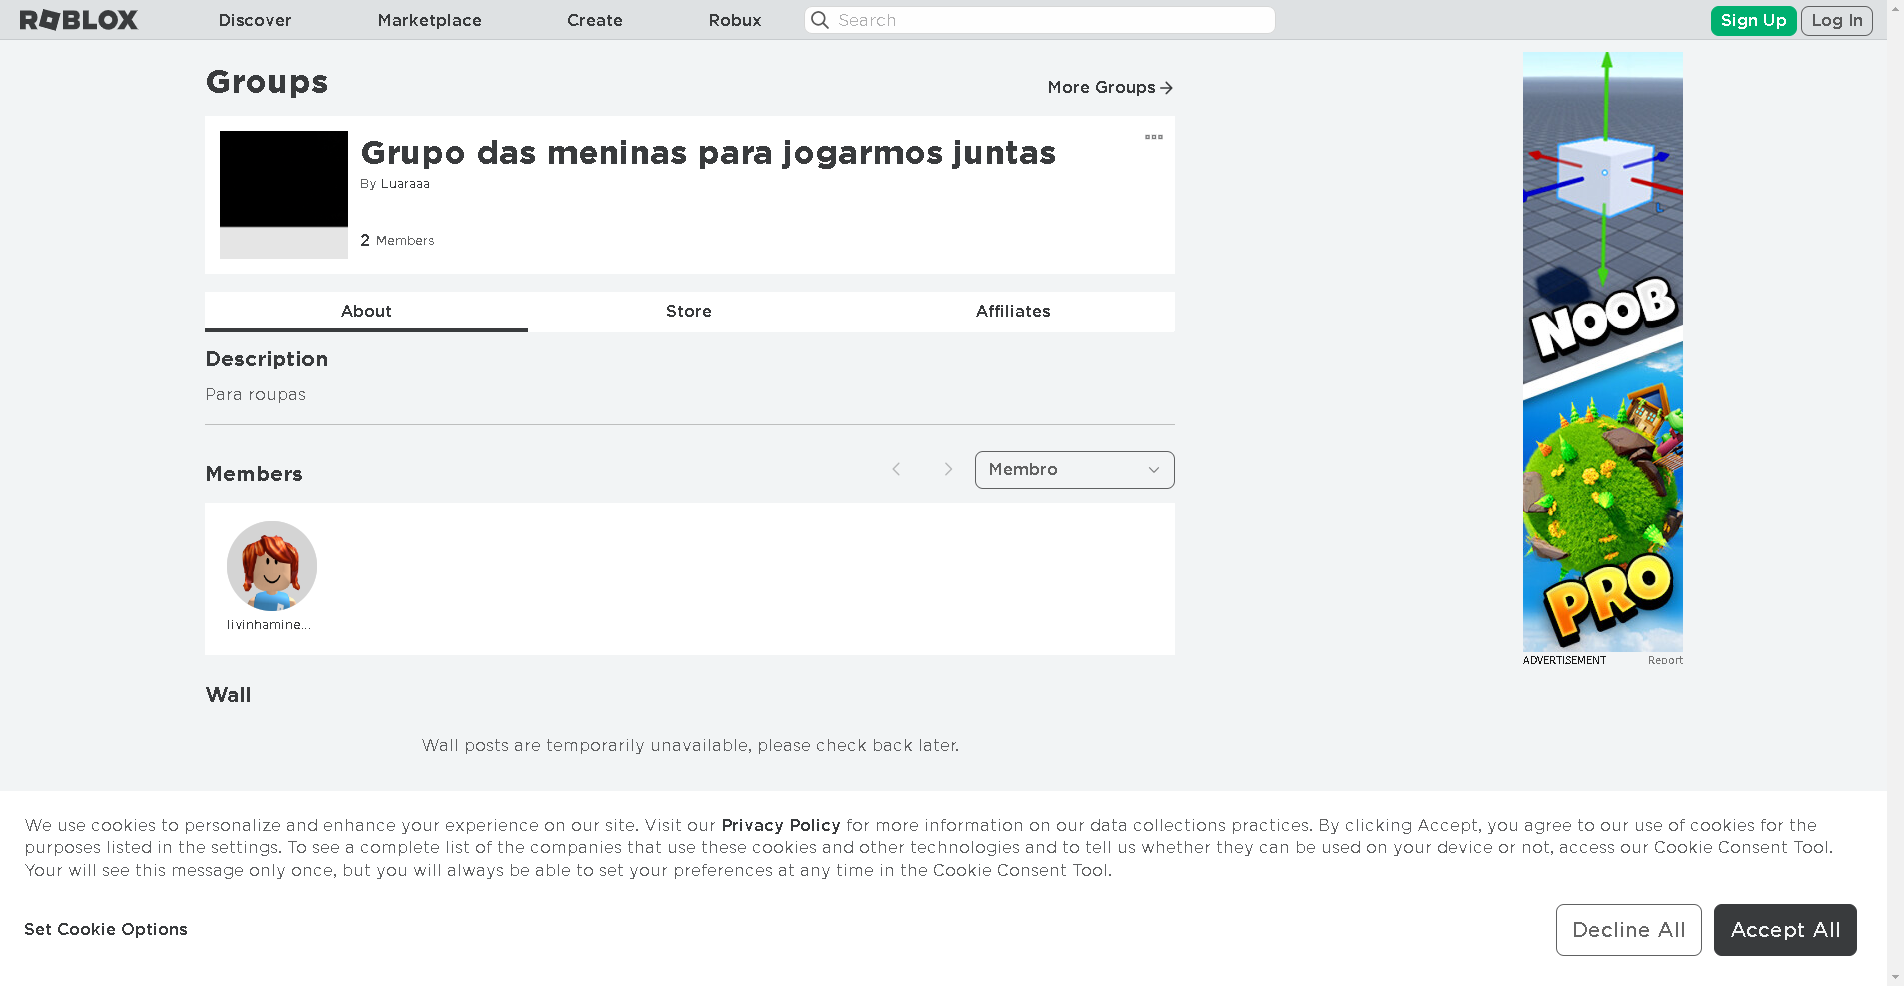 ROBLOX Discover Marketplace Create Robux Search Sign Up Log In
Groups
More Groups
Grupo das meninas para jogarmos juntas
By Luaraaa
2 Members
About Store Affiliates
Description
Para roupas
Members
Membro
livinhamine...
Wall
Wall posts are temporarily unavailable, please check back later.
NOOB
PRO
ADVERTISEMENT Report
We use cookies to personalize and enhance your experience on our site. Visit our Privacy Policy for more information on our data collections practices. By clicking Accept, you agree to our use of cookies for the
purposes listed in the settings. To see a complete list of the companies that use these cookies and other technologies and to tell us whether they can be used on your device or not, access our Cookie Consent Tool.
Your will see this message only once, but you will always be able to set your preferences at any time in the Cookie Consent Tool.
Set Cookie Options
Decline All
Accept All